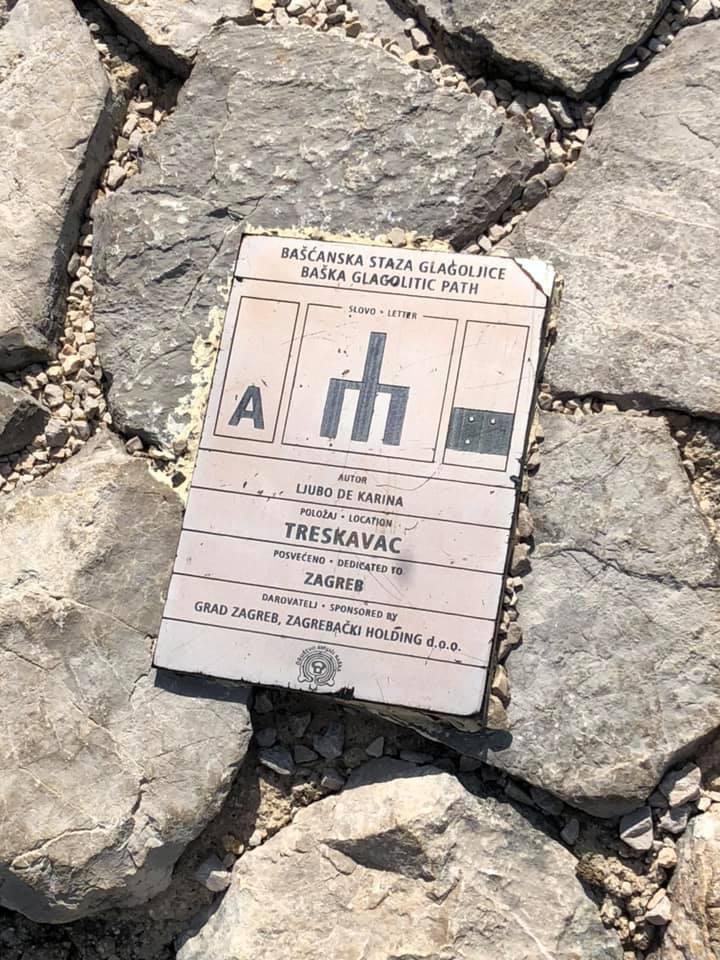 BAŠĆANSKA STAZA GLAGOLJICE
BAŠKA GLAGOLITIC PATH
SLOVO • LETTER
A
AUTOR
LJUBO DE KARINA
POLOŽAJ • LOCATION
TRESKAVAC
POSVEĆENO • DEDICATED TO
ZAGREB
DAROVATELJ • SPONSORED BY
GRAD ZAGREB, ZAGREBAČKI HOLDING d.o.o.